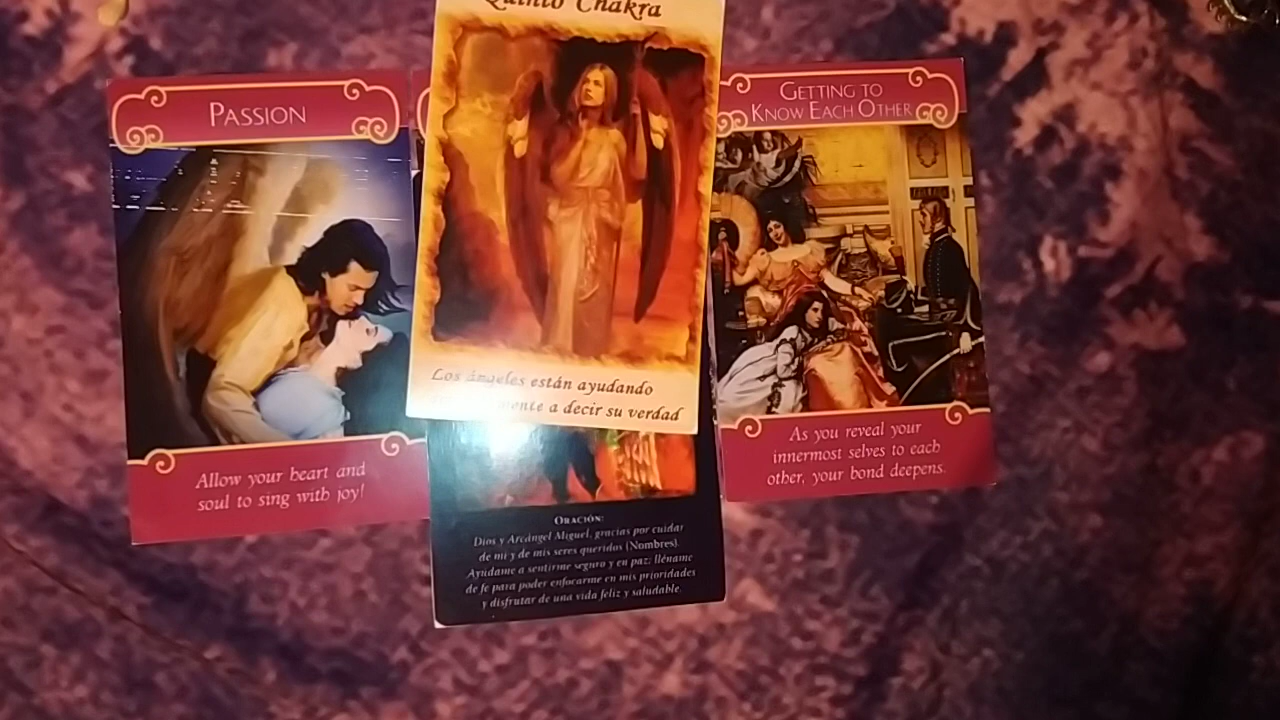 PASSION
Allow your heart and
soul to sing with joy!
Quinto Chakra
Los ángeles están ayudando
a decir su verdad
ORACIÓN:
Dios y Arcángel Miguel, gracias por cuidar
de mí y de mis seres queridos (Nombres).
Ayúdame a sentirme seguro y en paz; lléname
de fe para poder enfocarme en mis prioridades
y disfrutar de una vida feliz y saludable.
GETTING TO
KNOW EACH OTHER
As you reveal your
innermost selves to each
other, your bond deepens.